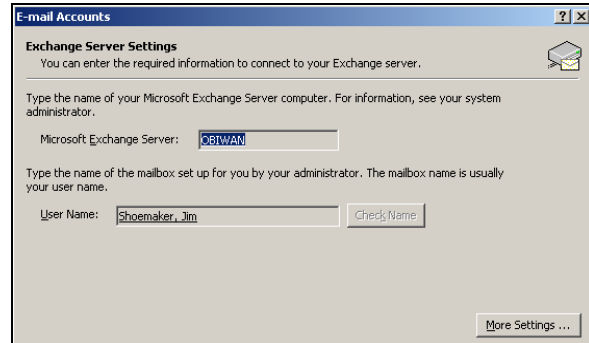 E-mail Accounts
Exchange Server Settings
You can enter the required information to connect to your Exchange server.
Type the name of your Microsoft Exchange Server computer. For information, see your system
administrator.
Microsoft Exchange Server: OBIWAN
Type the name of the mailbox set up for you by your administrator. The mailbox name is usually
your user name.
User Name: Shoemaker, Jim Check Name
More Settings ...